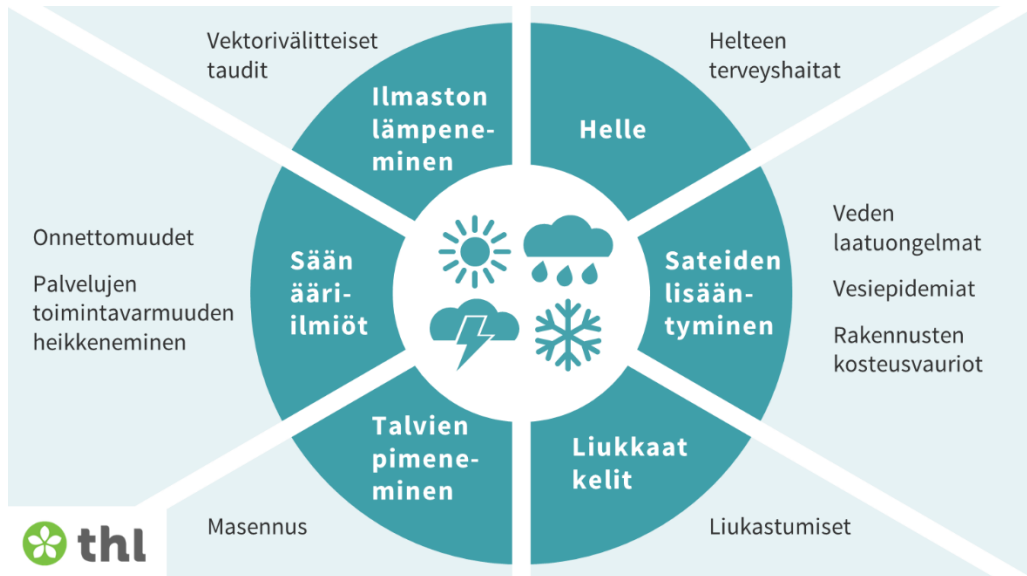 Vektorivälitteiset
taudit
Ilmaston
lämpene-
minen
Helle
Helteen
terveyshaitat
Onnettomuudet
Palvelujen
toimintavarmuuden
heikkeneminen
Sään
ääri-
ilmiöt
Sateiden
lisään-
tyminen
Veden
laatuongelmat
Vesiepidemiat
Rakennusten
kosteusvauriot
Talvien
pimene-
minen
Masennus
Liukkaat
kelit
Liukastumiset
thl